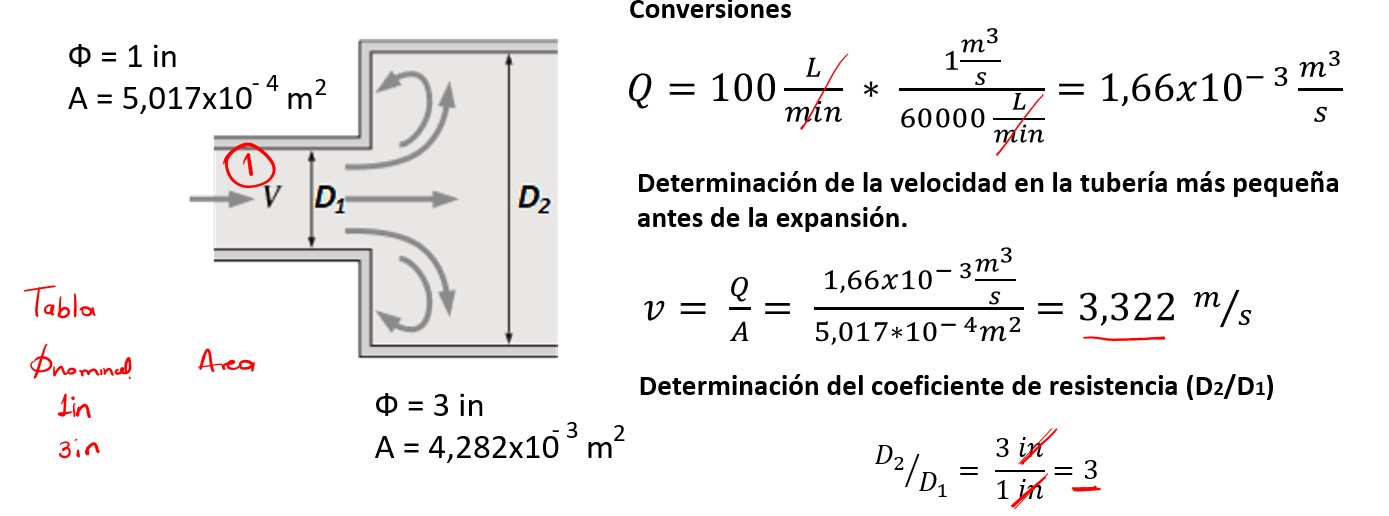 Φ = 1 in
A = 5,017x10⁻⁴ m²
1
V
D₁
D₂
Tabla
Φnominal Area
1in
3in
Φ = 3 in
A = 4,282x10⁻³ m²
Conversiones
Q = 100 L/min * (1 m³/s)/(60000 L/min) = 1,66x10⁻³ m³/s
Determinación de la velocidad en la tubería más pequeña
antes de la expansión.
v = Q/A = (1,66x10⁻³ m³/s)/(5,017*10⁻⁴m²) = 3,322 m/s
Determinación del coeficiente de resistencia (D2/D1)
D₂/D₁ = (3 in)/(1 in) = 3